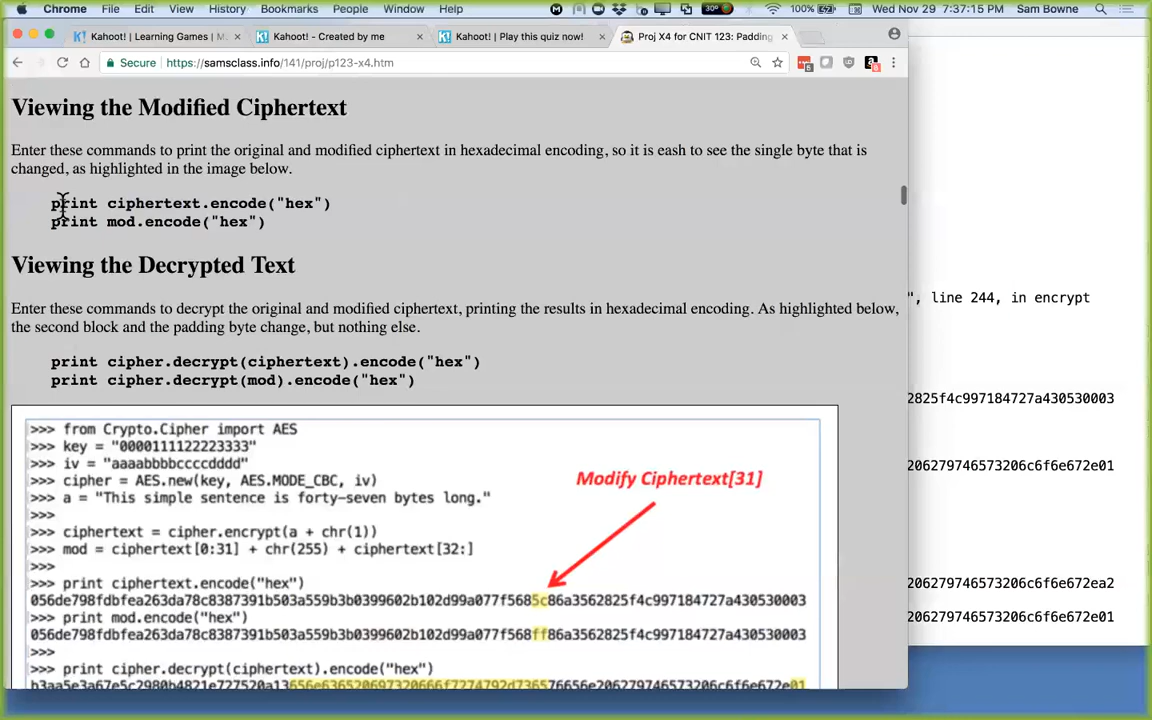 Chrome File Edit View History Bookmarks People Window Help 30° 100% Wed Nov 29 7:37:15 PM Sam Bowne
Kahoot! | Learning Games | M × Kahoot! - Created by me × Kahoot! | Play this quiz now! × Proj X4 for CNIT 123: Padding ×
Secure https://samsclass.info/141/proj/p123-x4.htm
Viewing the Modified Ciphertext
Enter these commands to print the original and modified ciphertext in hexadecimal encoding, so it is eash to see the single byte that is
changed, as highlighted in the image below.
print ciphertext.encode("hex")
print mod.encode("hex")
Viewing the Decrypted Text
Enter these commands to decrypt the original and modified ciphertext, printing the results in hexadecimal encoding. As highlighted below,
the second block and the padding byte change, but nothing else.
print cipher.decrypt(ciphertext).encode("hex")
print cipher.decrypt(mod).encode("hex")
>>> from Crypto.Cipher import AES
>>> key = "0000111122223333"
>>> iv = "aaaabbbbccccdddd"
>>> cipher = AES.new(key, AES.MODE_CBC, iv)
>>> a = "This simple sentence is forty-seven bytes long."
>>>
>>> ciphertext = cipher.encrypt(a + chr(1))
>>> mod = ciphertext[0:31] + chr(255) + ciphertext[32:]
>>>
>>> print ciphertext.encode("hex")
056de798fdbfea263da78c8387391b503a559b3b0399602b102d99a077f5685c86a3562825f4c997184727a430530003
>>> print mod.encode("hex")
056de798fdbfea263da78c8387391b503a559b3b0399602b102d99a077f568ff86a3562825f4c997184727a430530003
>>>
>>> print cipher.decrypt(ciphertext).encode("hex")
b3aa5e3a67e5c2980b4821e727520a13656e636520697320666f7274792d736576656e206279746573206c6f6e672e01
Modify Ciphertext[31]
", line 244, in encrypt
2825f4c997184727a430530003
206279746573206c6f6e672e01
206279746573206c6f6e672ea2
206279746573206c6f6e672e01